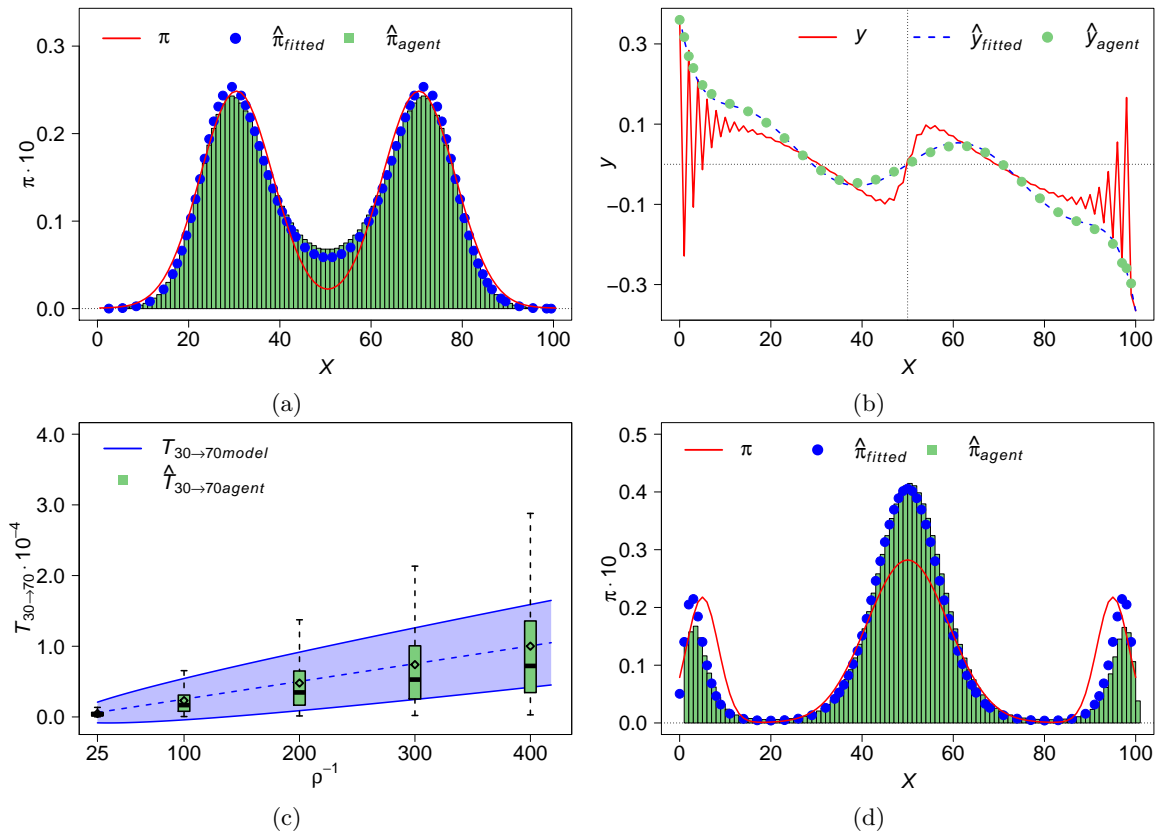 π π̂fitted π̂agent
0.3
0.2
0.1
0.0
π · 10
0 20 40 60 80 100
X
(a)
y ŷfitted ŷagent
0.3
0.1
−0.1
−0.3
y
0 20 40 60 80 100
X
(b)
T30→70model
T̂30→70agent
4.0
3.0
2.0
1.0
0.0
T30→70 · 10−4
25 100 200 300 400
ρ−1
(c)
π π̂fitted π̂agent
0.5
0.4
0.3
0.2
0.1
0.0
π · 10
0 20 40 60 80 100
X
(d)